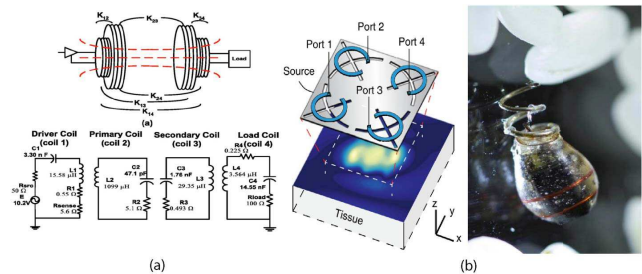 K12
K23
K34
Load
K24
K13
K14
(a)
Driver Coil
(coil 1)
Primary Coil
(coil 2)
Secondary Coil
(coil 3)
Load Coil
(coil 4)
C1
3.30 n F
Rsrc
50 Ω
E
10.2V
L1
15.58 μH
R1
0.55 Ω
Rsense
5.6 Ω
L2
1099 μH
C2
47.1 pF
R2
5.1 Ω
C3
1.76 nF
L3
29.35 μH
R3
0.493 Ω
R4
0.225 Ω
L4
3.564 μH
C4
14.55 nF
Rload
100 Ω
Port 1
Port 2
Port 4
Source
Port 3
Tissue
z
y
x
(a)
(b)